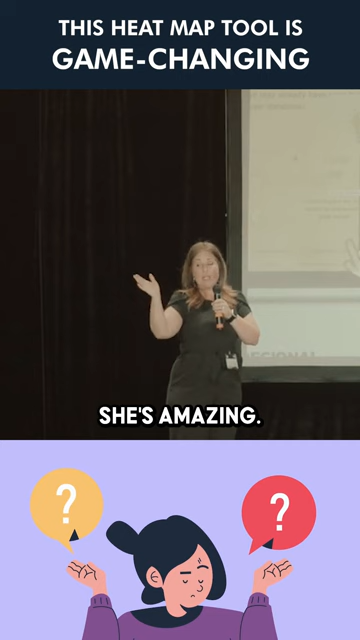 THIS HEAT MAP TOOL IS
GAME-CHANGING
SHE'S AMAZING.
?
?